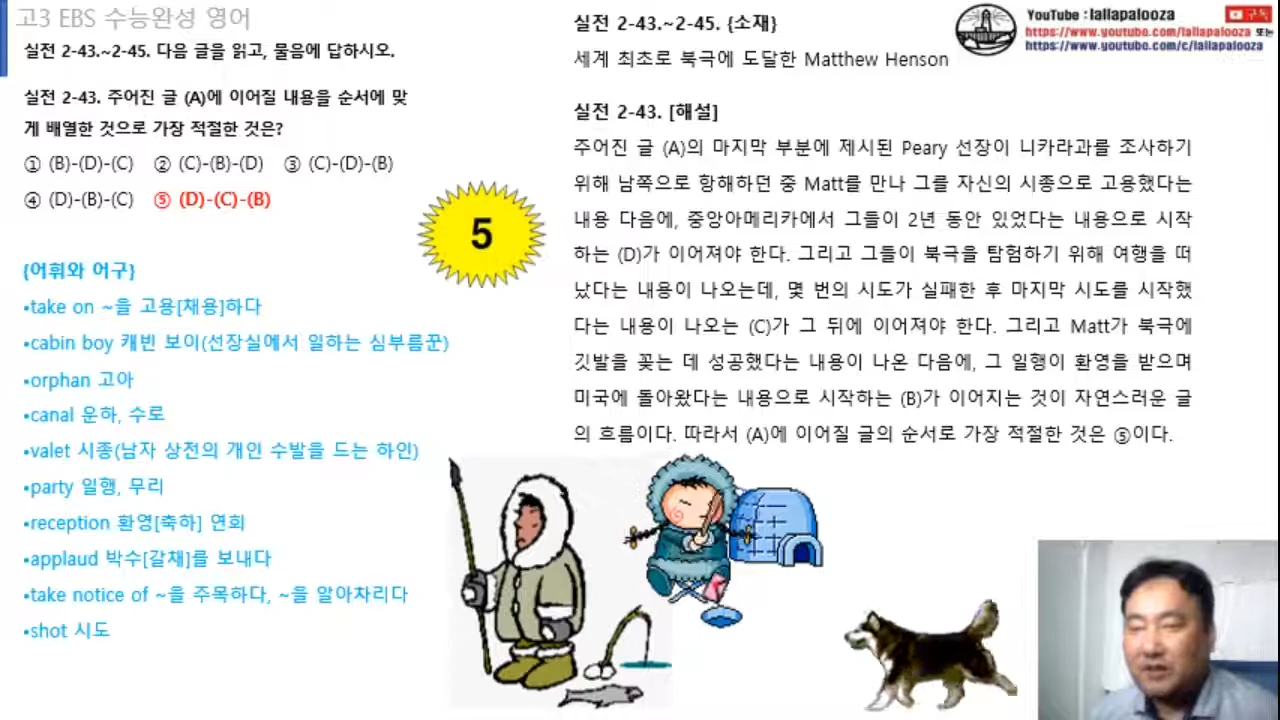 고3 EBS 수능완성 영어
실전 2-43.~2-45. 다음 글을 읽고, 물음에 답하시오.
실전 2-43. 주어진 글 (A)에 이어질 내용을 순서에 맞
게 배열한 것으로 가장 적절한 것은?
① (B)-(D)-(C) ② (C)-(B)-(D) ③ (C)-(D)-(B)
④ (D)-(B)-(C) ⑤ (D)-(C)-(B)
5
{어휘와 어구}
•take on ~을 고용[채용]하다
•cabin boy 캐빈 보이(선장실에서 일하는 심부름꾼)
•orphan 고아
•canal 운하, 수로
•valet 시종(남자 상전의 개인 수발을 드는 하인)
•party 일행, 무리
•reception 환영[축하] 연회
•applaud 박수[갈채]를 보내다
•take notice of ~을 주목하다, ~을 알아차리다
•shot 시도
실전 2-43.~2-45. {소재}
세계 최초로 북극에 도달한 Matthew Henson
실전 2-43. [해설]
주어진 글 (A)의 마지막 부분에 제시된 Peary 선장이 니카라과를 조사하기
위해 남쪽으로 항해하던 중 Matt를 만나 그를 자신의 시종으로 고용했다는
내용 다음에, 중앙아메리카에서 그들이 2년 동안 있었다는 내용으로 시작
하는 (D)가 이어져야 한다. 그리고 그들이 북극을 탐험하기 위해 여행을 떠
났다는 내용이 나오는데, 몇 번의 시도가 실패한 후 마지막 시도를 시작했
다는 내용이 나오는 (C)가 그 뒤에 이어져야 한다. 그리고 Matt가 북극에
깃발을 꽂는 데 성공했다는 내용이 나온 다음에, 그 일행이 환영을 받으며
미국에 돌아왔다는 내용으로 시작하는 (B)가 이어지는 것이 자연스러운 글
의 흐름이다. 따라서 (A)에 이어질 글의 순서로 가장 적절한 것은 ⑤이다.
YouTube : lallapalooza 구독
https://www.youtube.com/lallapalooza 또는
https://www.youtube.com/c/lallapalooza